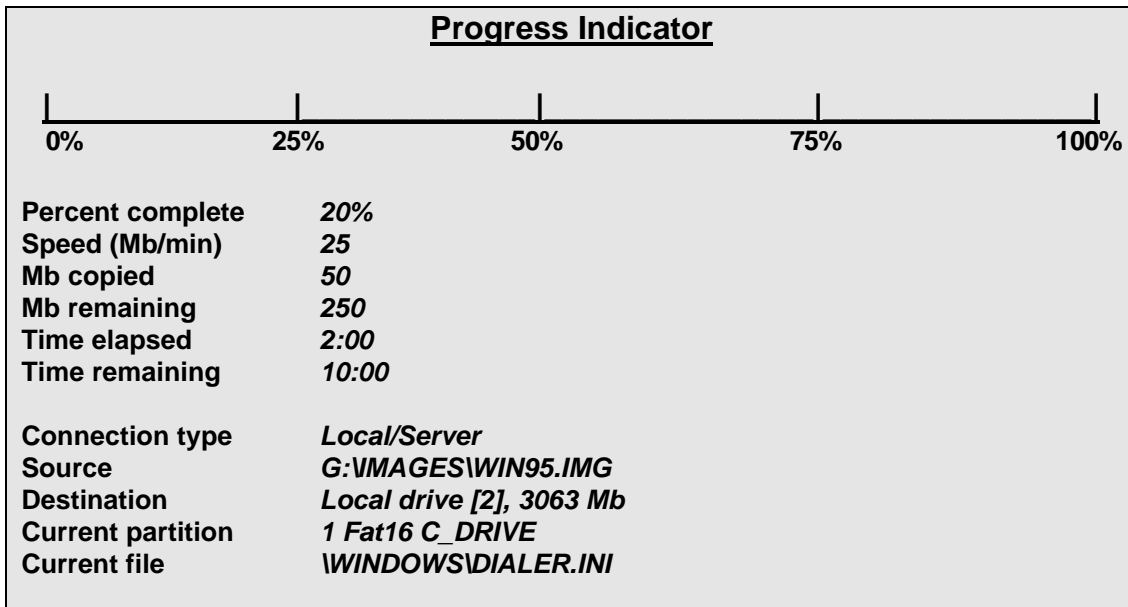 Progress Indicator
0% 25% 50% 75% 100%
Percent complete 20%
Speed (Mb/min) 25
Mb copied 50
Mb remaining 250
Time elapsed 2:00
Time remaining 10:00
Connection type Local/Server
Source G:\IMAGES\WIN95.IMG
Destination Local drive [2], 3063 Mb
Current partition 1 Fat16 C_DRIVE
Current file \WINDOWS\DIALER.INI